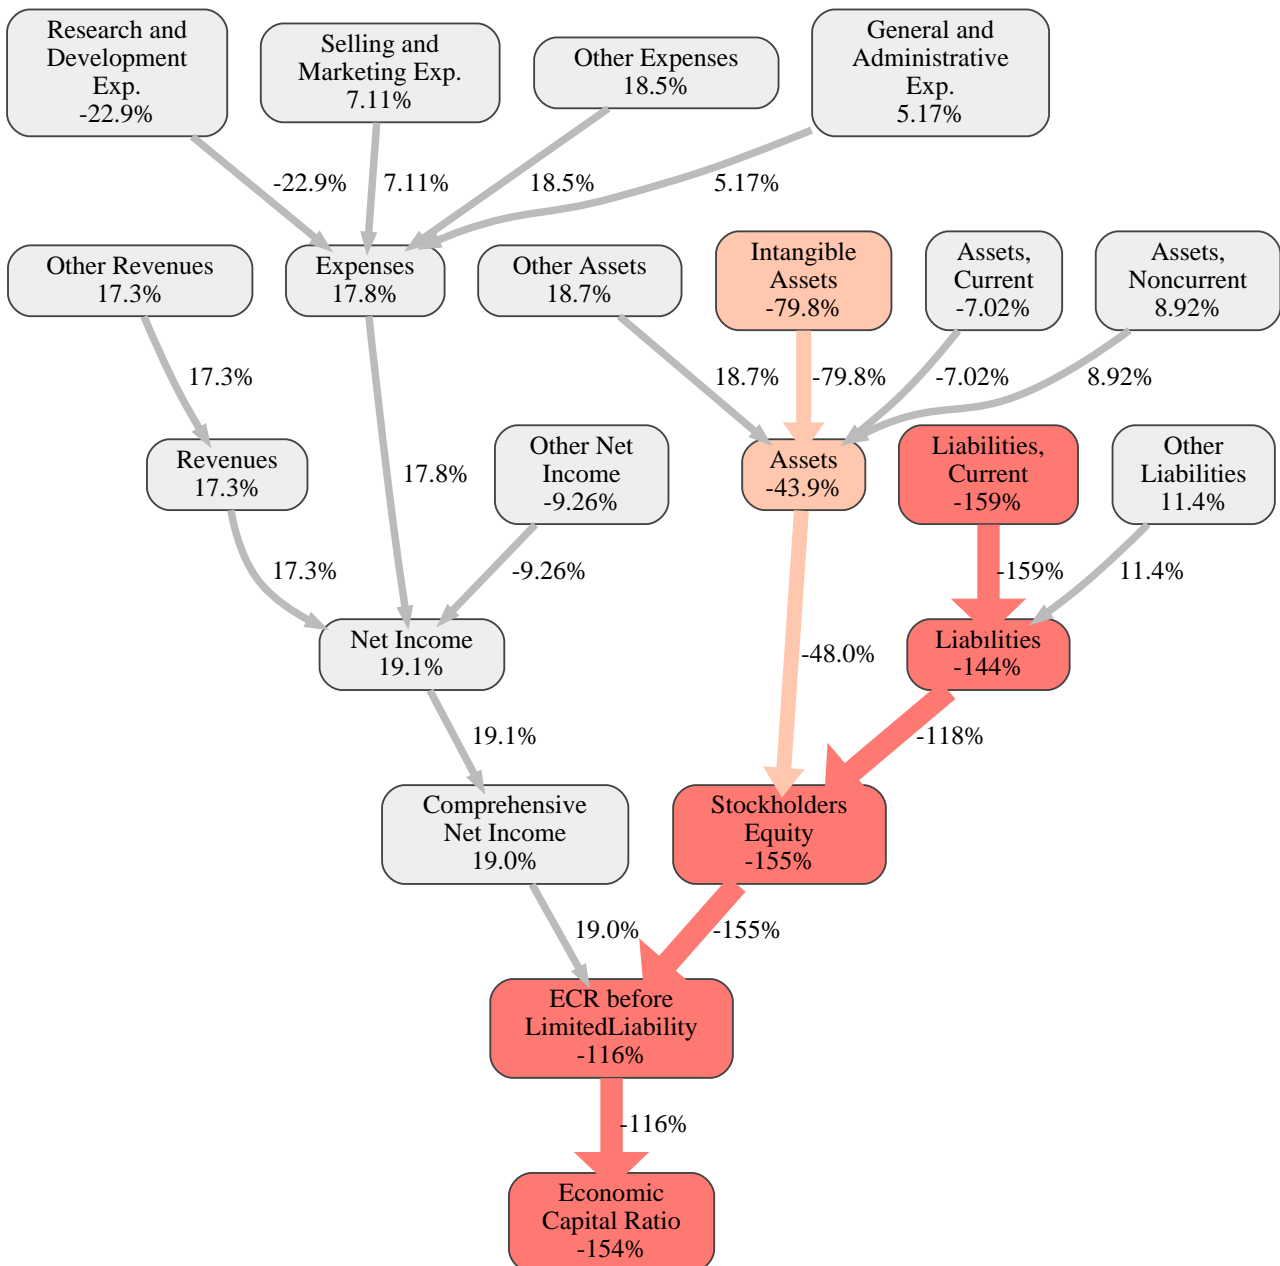 Research and
Development
Exp.
-22.9%
Selling and
Marketing Exp.
7.11%
Other Expenses
18.5%
General and
Administrative
Exp.
5.17%
-22.9%
7.11%
18.5%
5.17%
Other Revenues
17.3%
Expenses
17.8%
Other Assets
18.7%
Intangible
Assets
-79.8%
Assets,
Current
-7.02%
Assets,
Noncurrent
8.92%
17.3%
18.7%
-79.8%
-7.02%
8.92%
Revenues
17.3%
17.8%
Other Net
Income
-9.26%
Assets
-43.9%
Liabilities,
Current
-159%
Other
Liabilities
11.4%
17.3%
-9.26%
-159%
11.4%
Net Income
19.1%
-48.0%
Liabilities
-144%
19.1%
-118%
Comprehensive
Net Income
19.0%
Stockholders
Equity
-155%
19.0%
-155%
ECR before
LimitedLiability
-116%
-116%
Economic
Capital Ratio
-154%